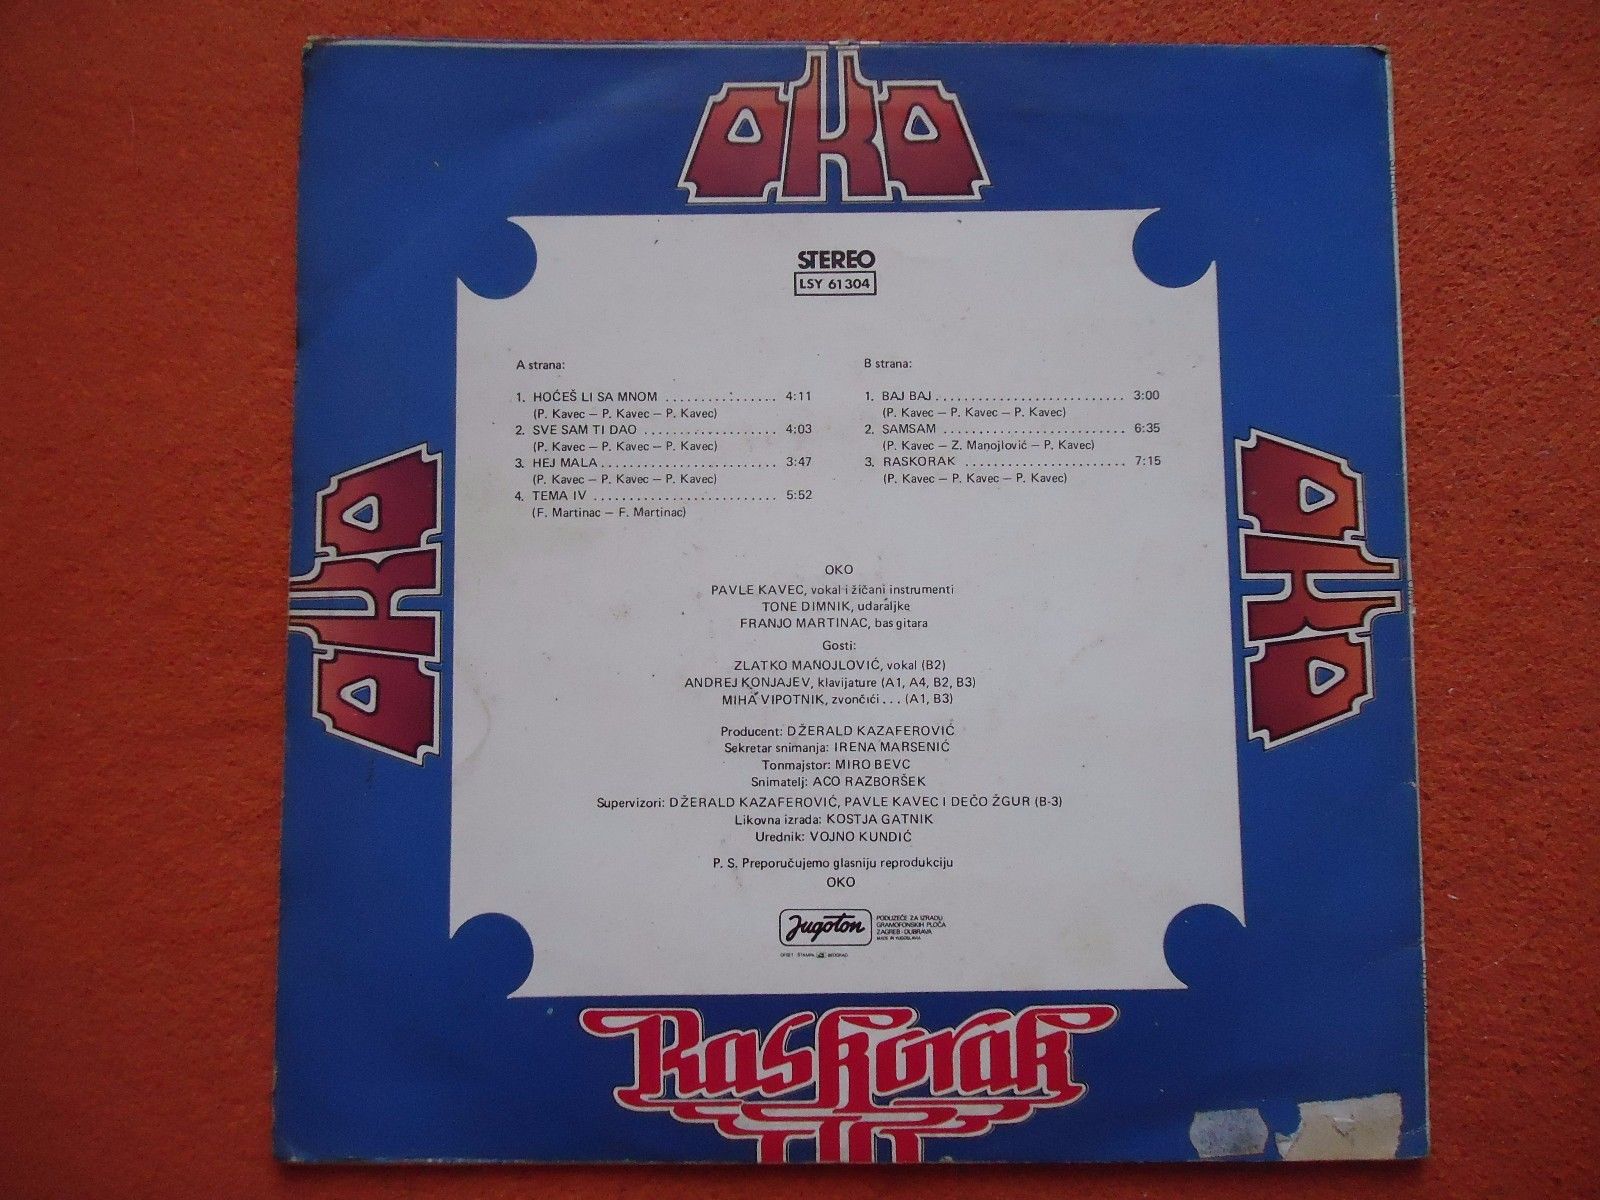 OKO
STEREO
LSY 61304
A strana:
1. HOĆEŠ LI SA MNOM ................ 4:11
(P. Kavec – P. Kavec – P. Kavec)
2. SVE SAM TI DAO ................... 4:03
(P. Kavec – P. Kavec – P. Kavec)
3. HEJ MALA ......................... 3:47
(P. Kavec – P. Kavec – P. Kavec)
4. TEMA IV .......................... 5:52
(F. Martinac – F. Martinac)
B strana:
1. BAJ BAJ ........................... 3:00
(P. Kavec – P. Kavec – P. Kavec)
2. SAMSAM .......................... 6:35
(P. Kavec – Z. Manojlović – P. Kavec)
3. RASKORAK ....................... 7:15
(P. Kavec – P. Kavec – P. Kavec)
OKO
OKO
OKO
PAVLE KAVEC, vokal i žičani instrumenti
TONE DIMNIK, udaraljke
FRANJO MARTINAC, bas gitara
Gosti:
ZLATKO MANOJLOVIĆ, vokal (B2)
ANDREJ KONJAJEV, klavijature (A1, A4, B2, B3)
MIHA VIPOTNIK, zvončići ... (A1, B3)
Producent: DŽERALD KAZAFEROVIĆ
Sekretar snimanja: IRENA MARSENIĆ
Tonmajstor: MIRO BEVC
Snimatelj: ACO RAZBORŠEK
Supervizori: DŽERALD KAZAFEROVIĆ, PAVLE KAVEC I DEČO ŽGUR (B-3)
Likovna izrada: KOSTJA GATNIK
Urednik: VOJNO KUNDIĆ
P. S. Preporučujemo glasniju reprodukciju
OKO
Jugoton
PODUZEĆE ZA IZRADU
GRAMOFONSKIH PLOČA
ZAGREB - DUBRAVA
MADE IN YUGOSLAVIA
OFSET ŠTAMPA BEOGRAD
Raskorak